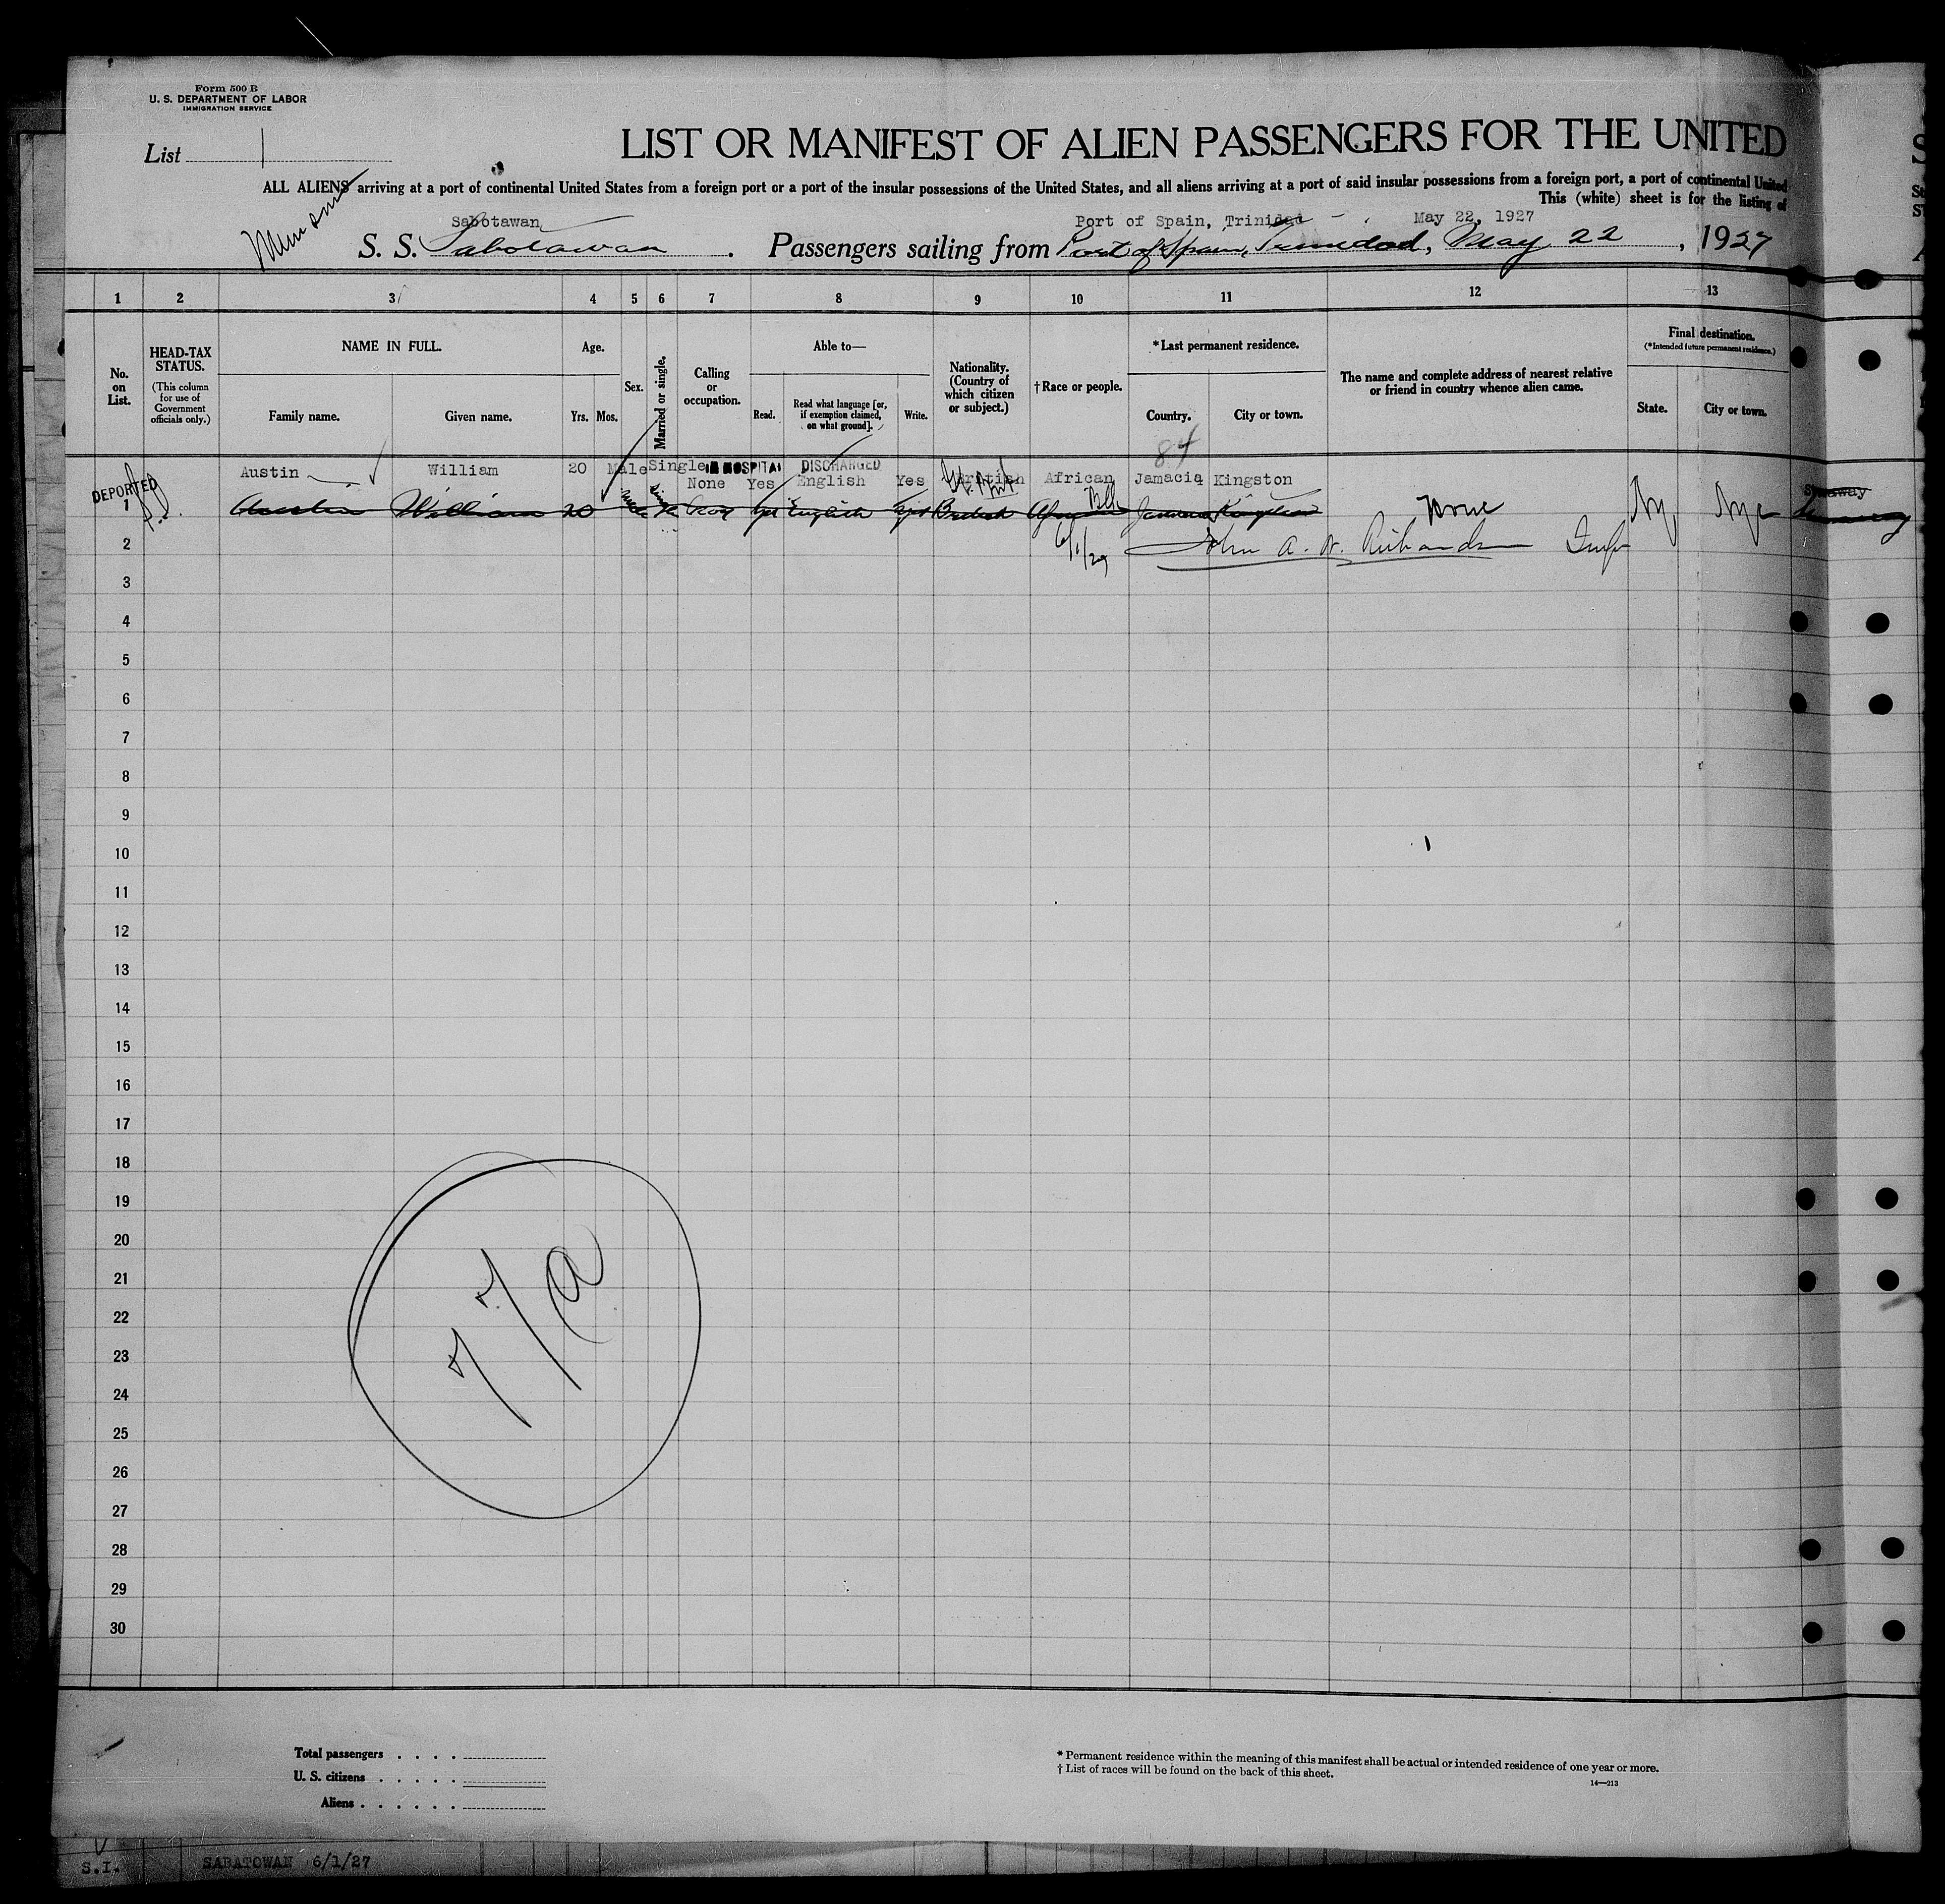 Form 500 B
U. S. DEPARTMENT OF LABOR
IMMIGRATION SERVICE
List 1
LIST OR MANIFEST OF ALIEN PASSENGERS FOR THE UNITED
ALL ALIENS arriving at a port of continental United States from a foreign port or a port of the insular possessions of the United States, and all aliens arriving at a port of said insular possessions from a foreign port, a port of continental United
This (white) sheet is for the listing of
Sabotawan Port of Spain, Trinidad May 22, 1927
S. S. Sabotawan. Passengers sailing from Port of Spain, Trinidad, May 22, 1927
1 2 3 4 5 6 7 8 9 10 11 12 13
No. on List.
HEAD-TAX STATUS.
(This column for use of Government officials only.)
NAME IN FULL.
Family name. Given name.
Age.
Yrs. Mos.
Sex.
Married or single.
Calling or occupation.
Able to—
Read. Read what language [or, if exemption claimed, on what ground]. Write.
Nationality. (Country of which citizen or subject.)
†Race or people.
*Last permanent residence.
Country. City or town.
The name and complete address of nearest relative or friend in country whence alien came.
Final destination.
(*Intended future permanent residence.)
State. City or town.
84
IN HOSPITAL DISCHARGED
Austin William 20 Male Single None Yes English Yes British African Jamacia Kingston
DEPORTED
1 Austin William 20 Yes English Yes British African Jamaica Kingston None NY NYC
2 6/1/27 John A. W. Richardson Insp
3
4
5
6
7
8
9
10
11
12
13
14
15
16
17
18
19
20
21
22
23
24
25
26
27
28
29
30
Total passengers
U. S. citizens
Aliens
* Permanent residence within the meaning of this manifest shall be actual or intended residence of one year or more.
† List of races will be found on the back of this sheet.
14—213
S.I. SABATOWAN 6/1/27